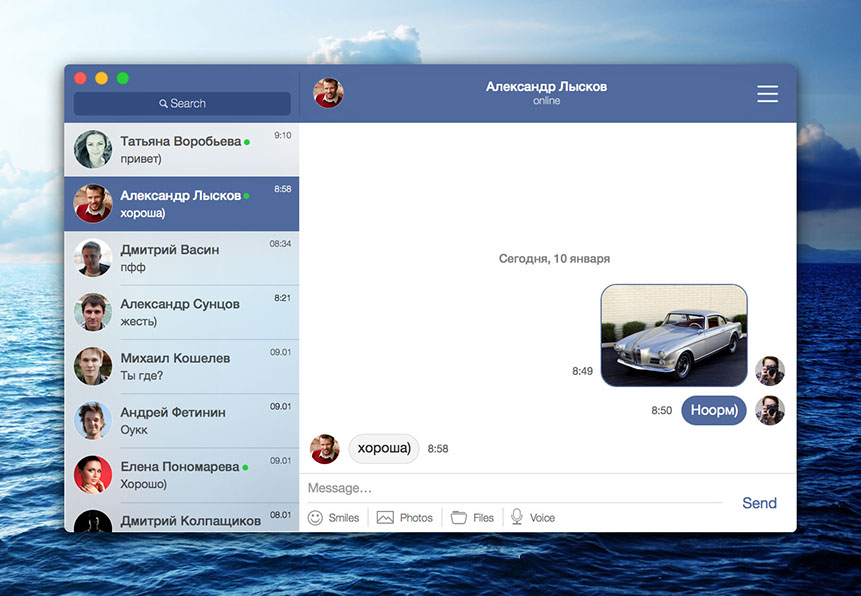 Search
Татьяна Воробьева
9:10
привет)
Александр Лысков
8:58
хороша)
Дмитрий Васин
08:34
пфф
Александр Сунцов
8:21
жесть)
Михаил Кошелев
09.01
Ты где?
Андрей Фетинин
09.01
Оукк
Елена Пономарева
09.01
Хорошо)
Дмитрий Колпащиков
08.01
Александр Лысков
online
Сегодня, 10 января
8:49
8:50
Ноорм)
хороша)
8:58
Message...
Send
Smiles
Photos
Files
Voice